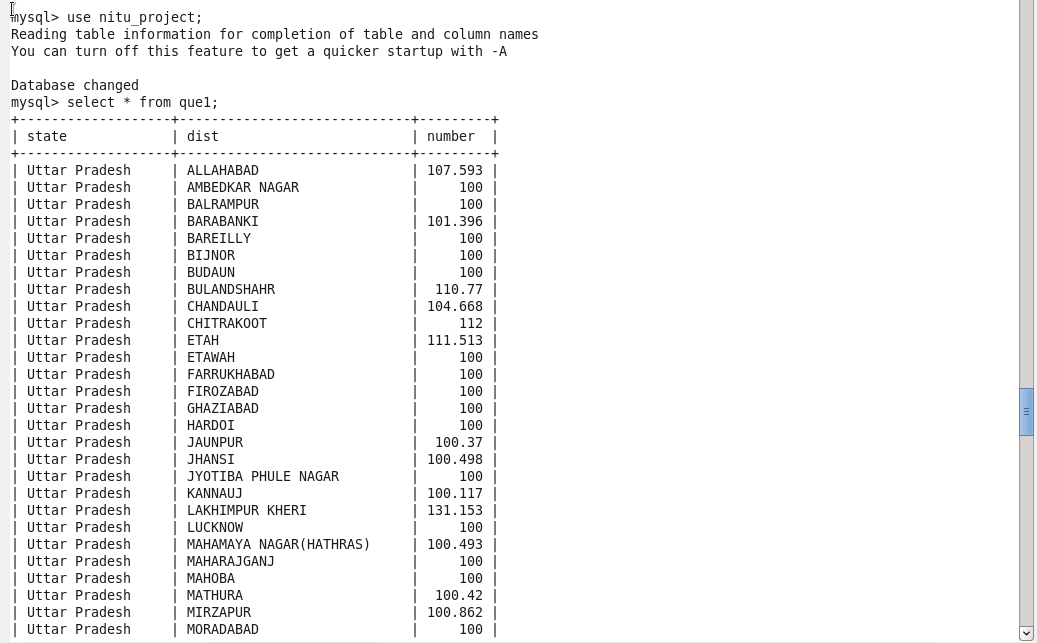 mysql> use nitu_project;
Reading table information for completion of table and column names
You can turn off this feature to get a quicker startup with -A

Database changed
mysql> select * from que1;
+-------------------+-----------------------------+---------+
| state             | dist                        | number  |
+-------------------+-----------------------------+---------+
| Uttar Pradesh     | ALLAHABAD                   | 107.593 |
| Uttar Pradesh     | AMBEDKAR NAGAR              |     100 |
| Uttar Pradesh     | BALRAMPUR                   |     100 |
| Uttar Pradesh     | BARABANKI                   | 101.396 |
| Uttar Pradesh     | BAREILLY                    |     100 |
| Uttar Pradesh     | BIJNOR                      |     100 |
| Uttar Pradesh     | BUDAUN                      |     100 |
| Uttar Pradesh     | BULANDSHAHR                 |  110.77 |
| Uttar Pradesh     | CHANDAULI                   | 104.668 |
| Uttar Pradesh     | CHITRAKOOT                  |     112 |
| Uttar Pradesh     | ETAH                        | 111.513 |
| Uttar Pradesh     | ETAWAH                      |     100 |
| Uttar Pradesh     | FARRUKHABAD                 |     100 |
| Uttar Pradesh     | FIROZABAD                   |     100 |
| Uttar Pradesh     | GHAZIABAD                   |     100 |
| Uttar Pradesh     | HARDOI                      |     100 |
| Uttar Pradesh     | JAUNPUR                     |  100.37 |
| Uttar Pradesh     | JHANSI                      | 100.498 |
| Uttar Pradesh     | JYOTIBA PHULE NAGAR         |     100 |
| Uttar Pradesh     | KANNAUJ                     | 100.117 |
| Uttar Pradesh     | LAKHIMPUR KHERI             | 131.153 |
| Uttar Pradesh     | LUCKNOW                     |     100 |
| Uttar Pradesh     | MAHAMAYA NAGAR(HATHRAS)     | 100.493 |
| Uttar Pradesh     | MAHARAJGANJ                 |     100 |
| Uttar Pradesh     | MAHOBA                      |     100 |
| Uttar Pradesh     | MATHURA                     |  100.42 |
| Uttar Pradesh     | MIRZAPUR                    | 100.862 |
| Uttar Pradesh     | MORADABAD                   |     100 |